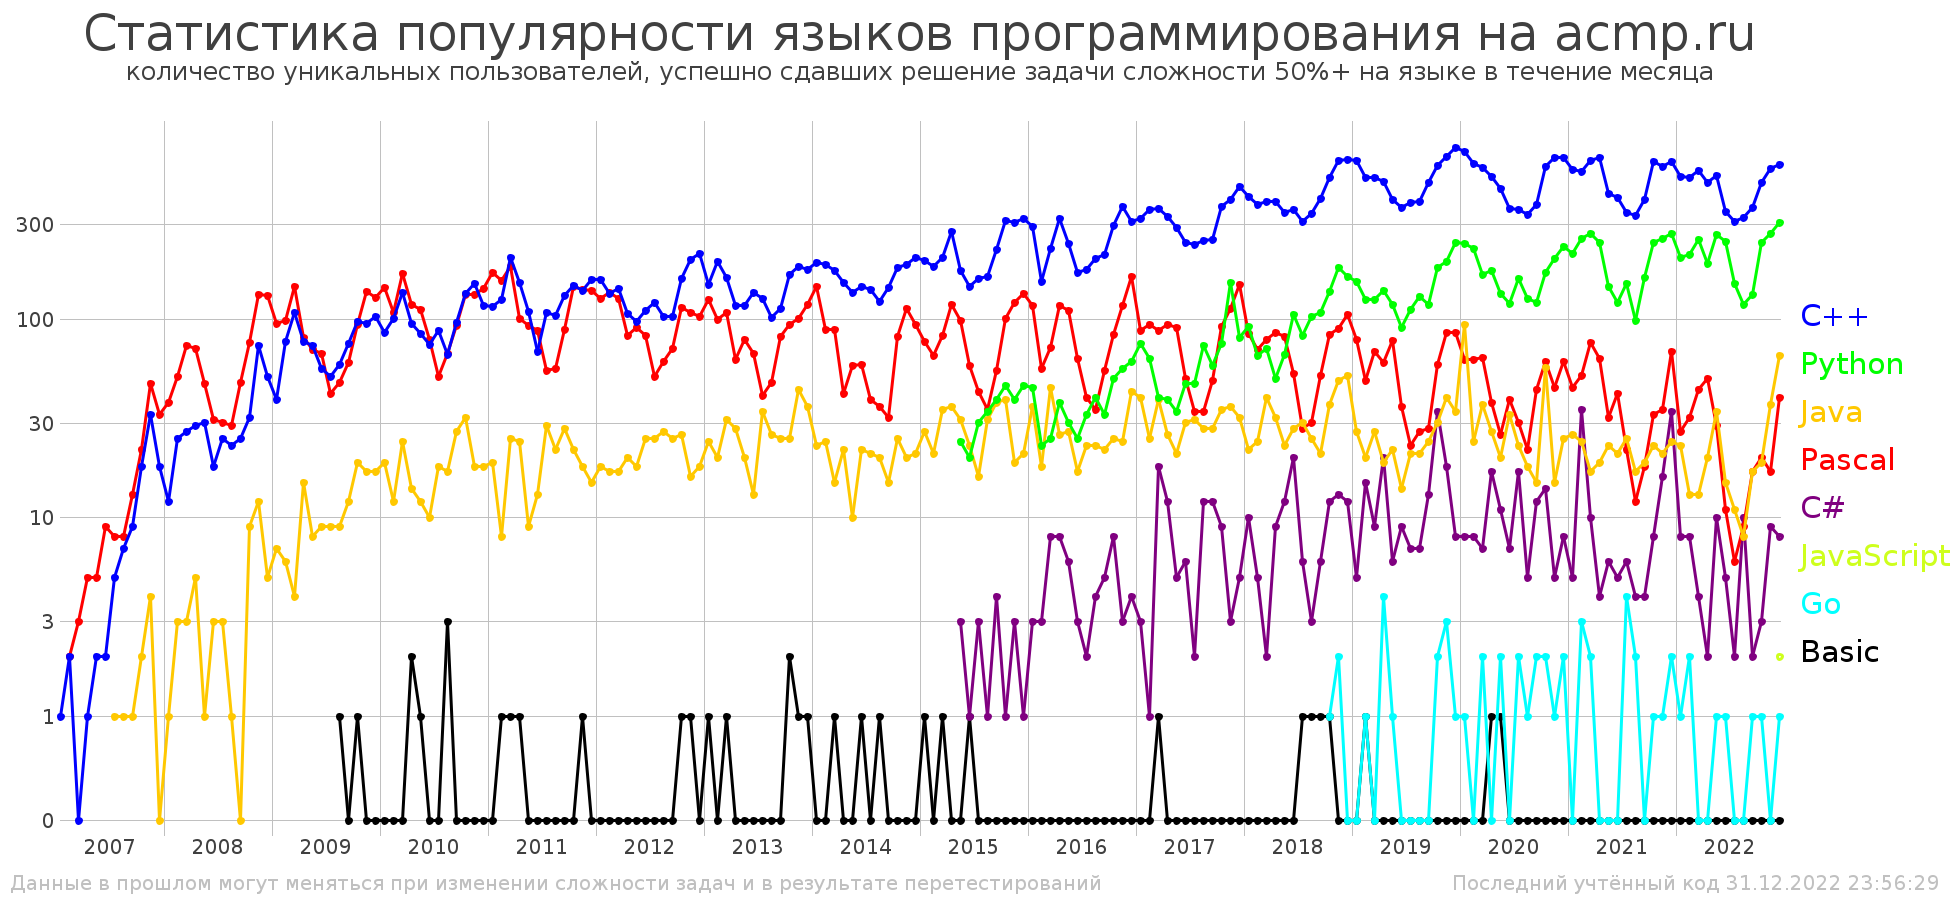 Статистика популярности языков программирования на acmp.ru
количество уникальных пользователей, успешно сдавших решение задачи сложности 50%+ на языке в течение месяца
300
100
30
10
3
1
0
C++
Python
Java
Pascal
C#
JavaScript
Go
Basic
2007 2008 2009 2010 2011 2012 2013 2014 2015 2016 2017 2018 2019 2020 2021 2022
Данные в прошлом могут меняться при изменении сложности задач и в результате перетестирований
Последний учтённый код 31.12.2022 23:56:29